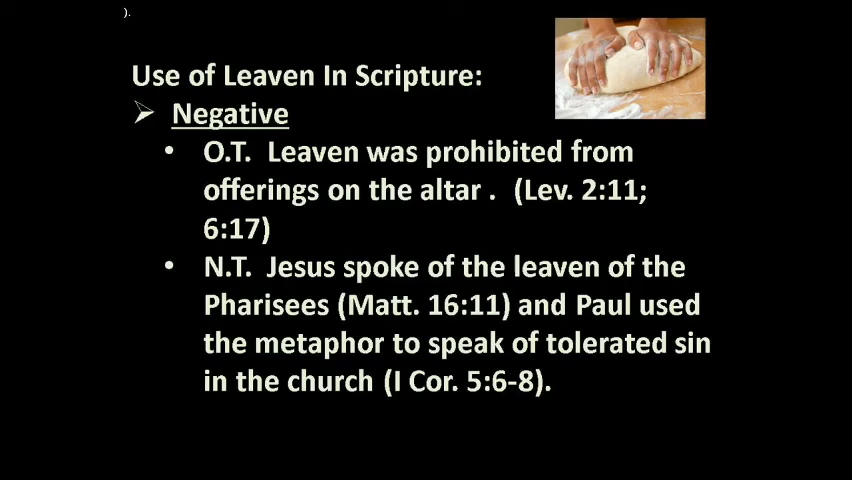 ).
Use of Leaven In Scripture:
➢ Negative
• O.T. Leaven was prohibited from
offerings on the altar . (Lev. 2:11;
6:17)
• N.T. Jesus spoke of the leaven of the
Pharisees (Matt. 16:11) and Paul used
the metaphor to speak of tolerated sin
in the church (I Cor. 5:6-8).